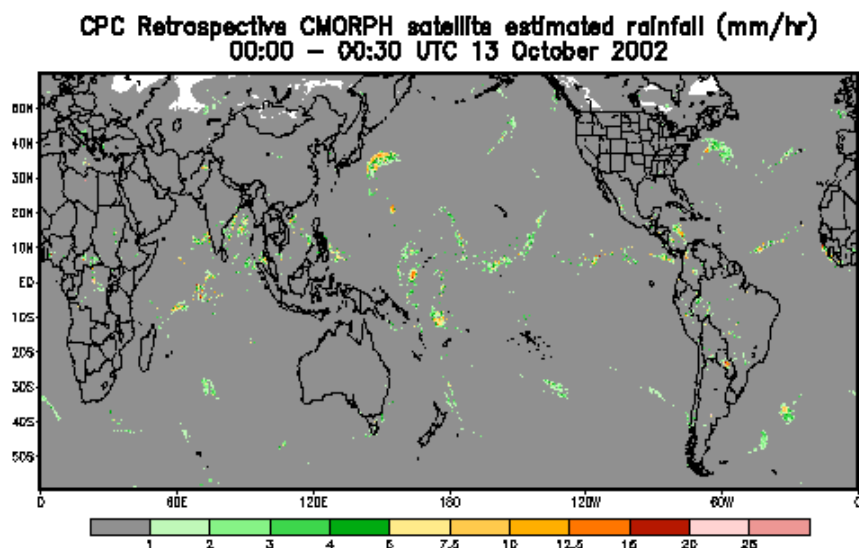 CPC Retrospective CMORPH satellite estimated rainfall (mm/hr)
00:00 – 00:30 UTC 13 October 2002
60N
50N
40N
30N
20N
10N
EQ
10S
20S
30S
40S
50S
0 60E 120E 180 120W 60W 0
1 2 3 4 5 7.5 10 12.5 15 20 25